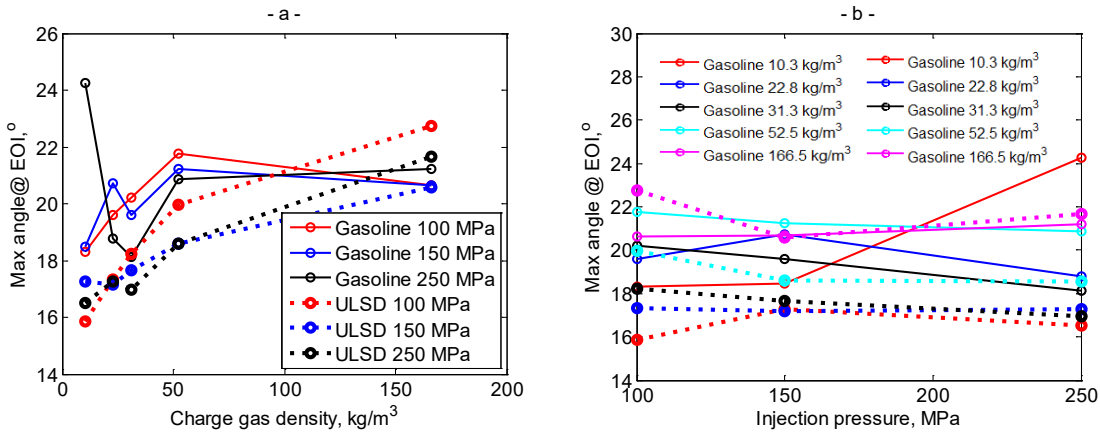 - a -
26
24
22
20
18
16
14
0
50
100
150
200
Max angle@ EOI,o
Charge gas density, kg/m3
Gasoline 100 MPa
Gasoline 150 MPa
Gasoline 250 MPa
ULSD 100 MPa
ULSD 150 MPa
ULSD 250 MPa
- b -
30
28
26
24
22
20
18
16
14
100
150
200
250
Max angle @ EOI,o
Injection pressure, MPa
Gasoline 10.3 kg/m3
Gasoline 22.8 kg/m3
Gasoline 31.3 kg/m3
Gasoline 52.5 kg/m3
Gasoline 166.5 kg/m3
Gasoline 10.3 kg/m3
Gasoline 22.8 kg/m3
Gasoline 31.3 kg/m3
Gasoline 52.5 kg/m3
Gasoline 166.5 kg/m3